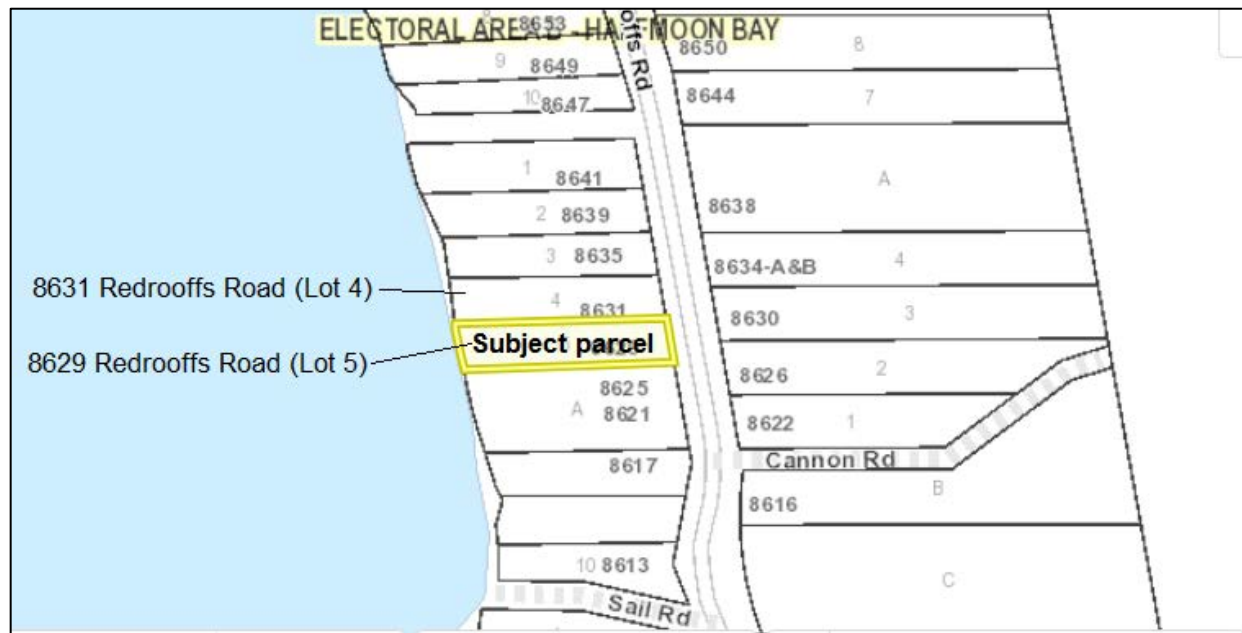 ELECTORAL AREA B - HALFMOON BAY
8653
9 8649
10 8647
8650 8
8644 7
1 8641
2 8639
3 8635
4 8631
8638 A
8634-A&B 4
8630 3
8626 2
8622 1
8631 Redrooffs Road (Lot 4)
8629 Redrooffs Road (Lot 5)
Subject parcel
8625
A 8621
8617
Cannon Rd
8616 B
10 8613
C
Sail Rd
offs Rd